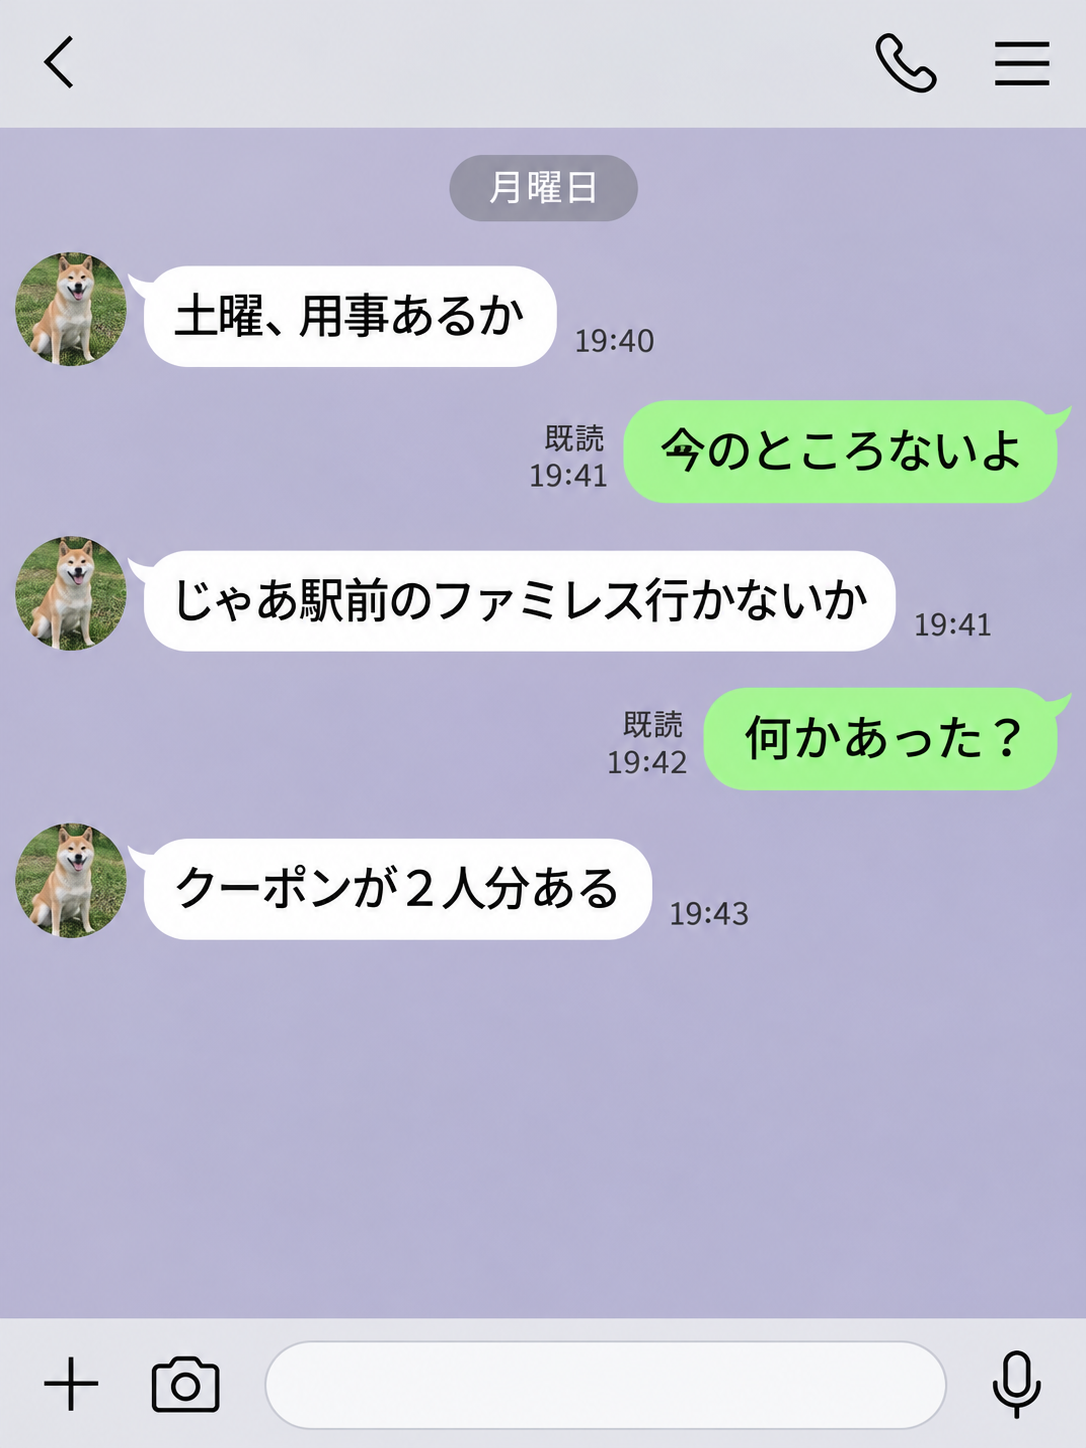 月曜日
土曜、用事あるか
19:40
既読
19:41
今のところないよ
じゃあ駅前のファミレス行かないか
19:41
既読
19:42
何かあった？
クーポンが２人分ある
19:43